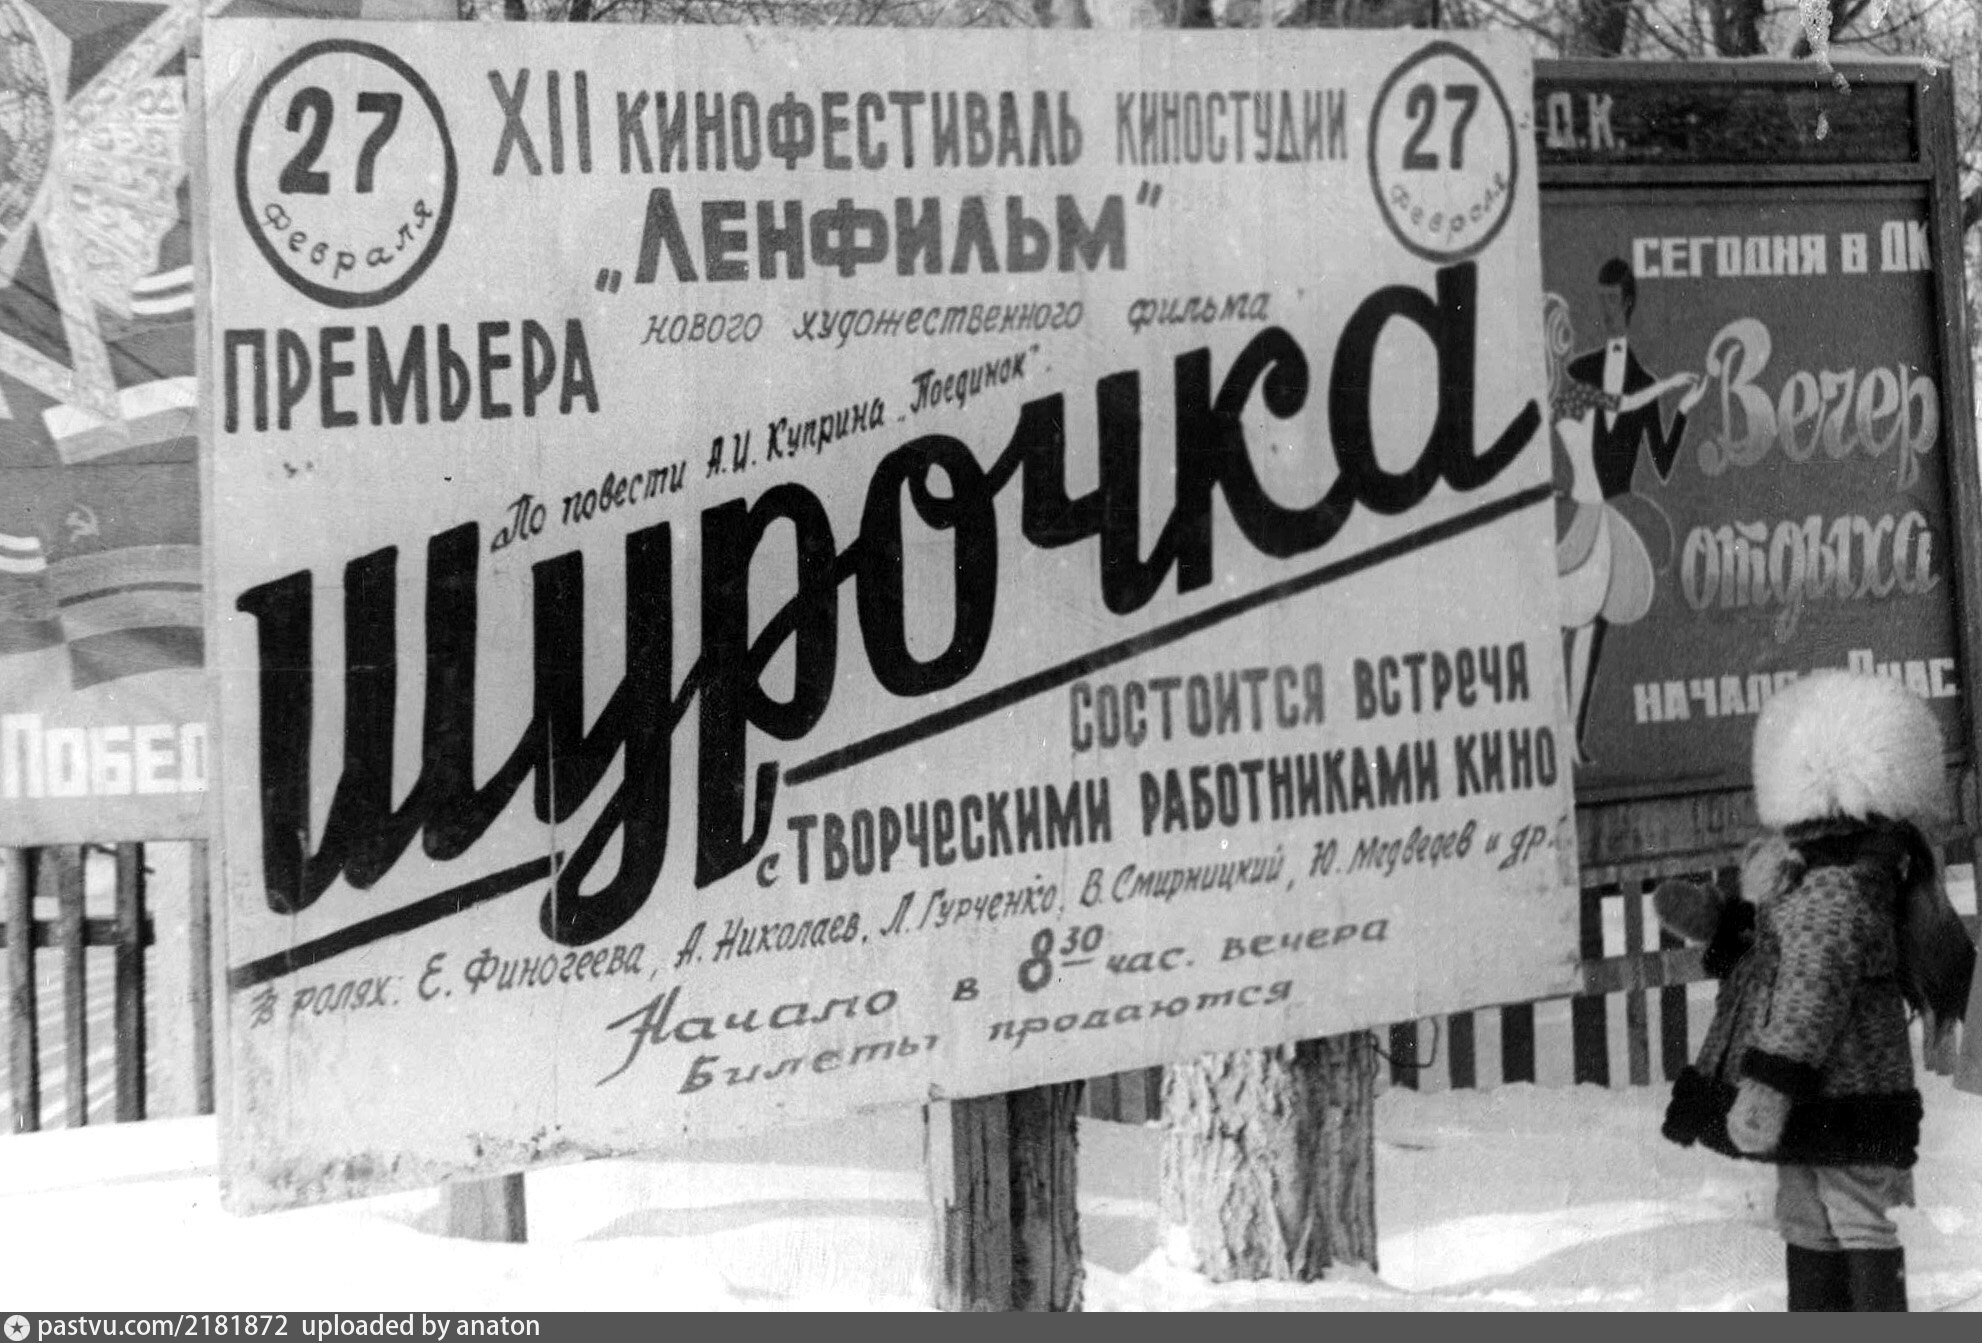 27
февраля
XII КИНОФЕСТИВАЛЬ КИНОСТУДИИ
„ЛЕНФИЛЬМ"
27
февраля
ПРЕМЬЕРА
нового художественного фильма
По повести А.И. Куприна „Поединок".
Шурочка
СОСТОИТСЯ ВСТРЕЧА
с ТВОРЧЕСКИМИ РАБОТНИКАМИ КИНО
В ролях: Е. Финогеева, А. Николаев, Л. Гурченко, В. Смирницкий, Ю. Медведев и др.
Начало в 8 30 час. вечера
Билеты продаются
ПОБЕД
Д.К.
СЕГОДНЯ В ДК
Вечер
отдыха
НАЧАЛО
pastvu.com/2181872 uploaded by anaton